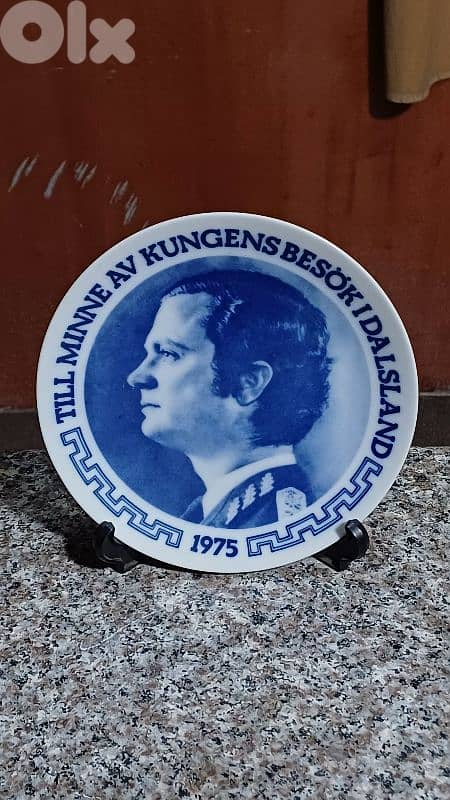 OLX
TILL MINNE AV KUNGENS BESÖK I DALSLAND
1975